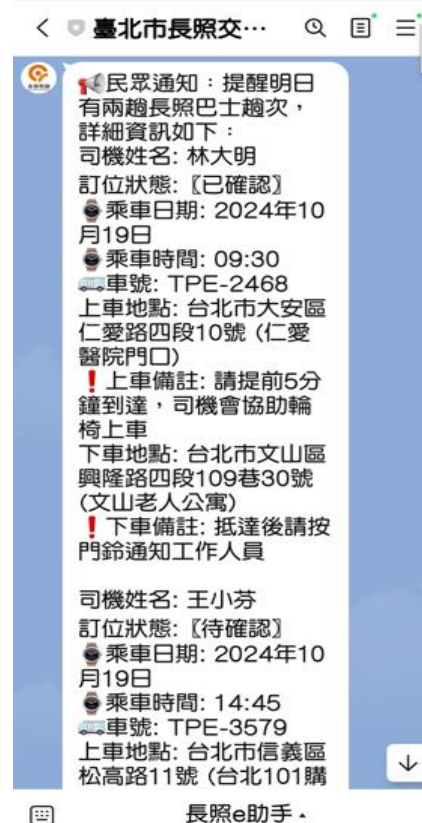 臺北市長照交…
📢民眾通知：提醒明日
有兩趟長照巴士趟次，
詳細資訊如下：
司機姓名: 林大明
訂位狀態:〖已確認〗
⌚乘車日期: 2024年10
月19日
⌚乘車時間: 09:30
🚐車號: TPE-2468
上車地點: 台北市大安區
仁愛路四段10號 (仁愛
醫院門口)
❗上車備註: 請提前5分
鐘到達，司機會協助輪
椅上車
下車地點: 台北市文山區
興隆路四段109巷30號
(文山老人公寓)
❗下車備註: 抵達後請按
門鈴通知工作人員
司機姓名: 王小芬
訂位狀態:〖待確認〗
⌚乘車日期: 2024年10
月19日
⌚乘車時間: 14:45
🚐車號: TPE-3579
上車地點: 台北市信義區
松高路11號 (台北101購
長照e助手